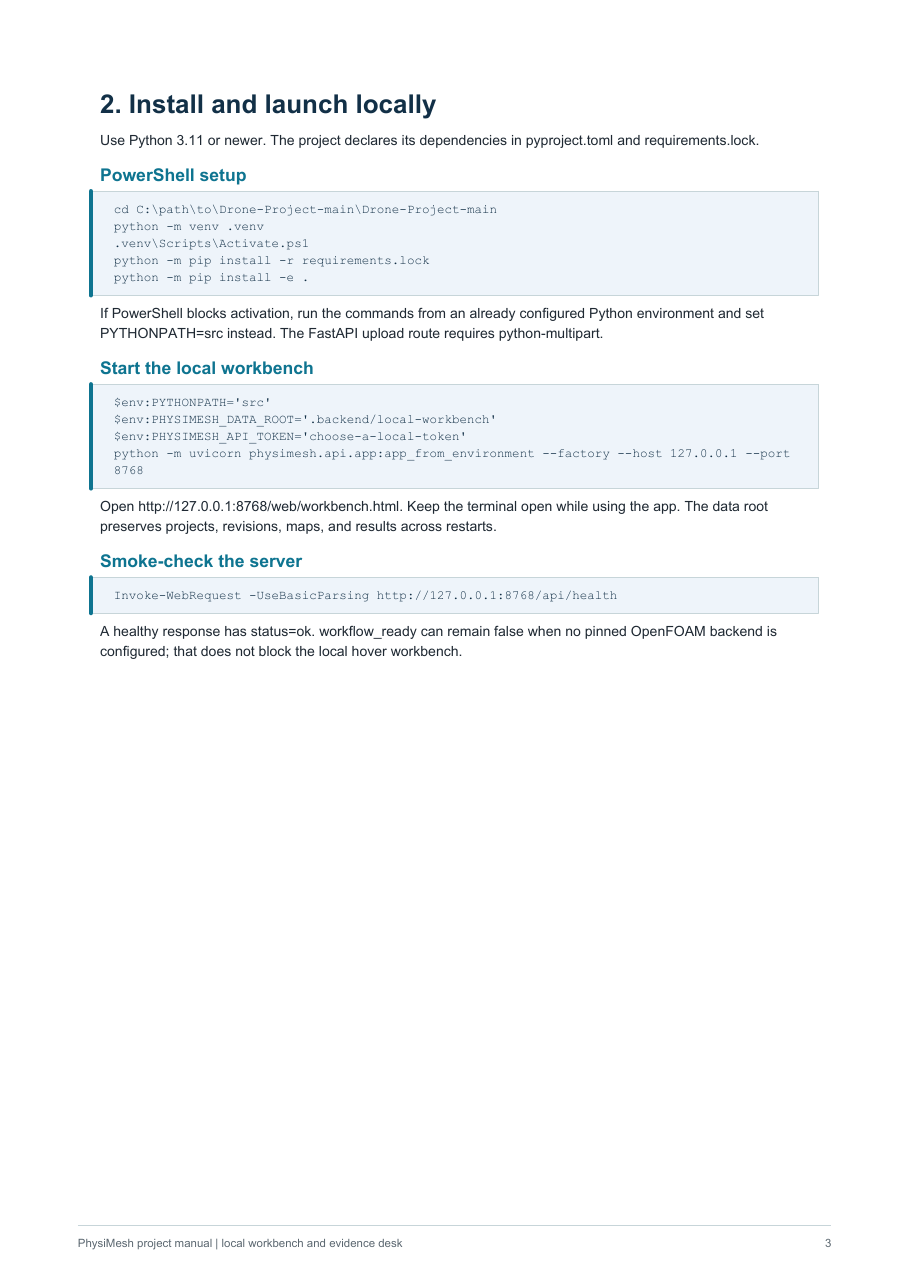 2. Install and launch locally
Use Python 3.11 or newer. The project declares its dependencies in pyproject.toml and requirements.lock.
PowerShell setup
cd C:\path\to\Drone-Project-main\Drone-Project-main
python -m venv .venv
.venv\Scripts\Activate.ps1
python -m pip install -r requirements.lock
python -m pip install -e .
If PowerShell blocks activation, run the commands from an already configured Python environment and set
PYTHONPATH=src instead. The FastAPI upload route requires python-multipart.
Start the local workbench
$env:PYTHONPATH='src'
$env:PHYSIMESH_DATA_ROOT='.backend/local-workbench'
$env:PHYSIMESH_API_TOKEN='choose-a-local-token'
python -m uvicorn physimesh.api.app:app_from_environment --factory --host 127.0.0.1 --port
8768
Open http://127.0.0.1:8768/web/workbench.html. Keep the terminal open while using the app. The data root
preserves projects, revisions, maps, and results across restarts.
Smoke-check the server
Invoke-WebRequest -UseBasicParsing http://127.0.0.1:8768/api/health
A healthy response has status=ok. workflow_ready can remain false when no pinned OpenFOAM backend is
configured; that does not block the local hover workbench.
PhysiMesh project manual | local workbench and evidence desk
3